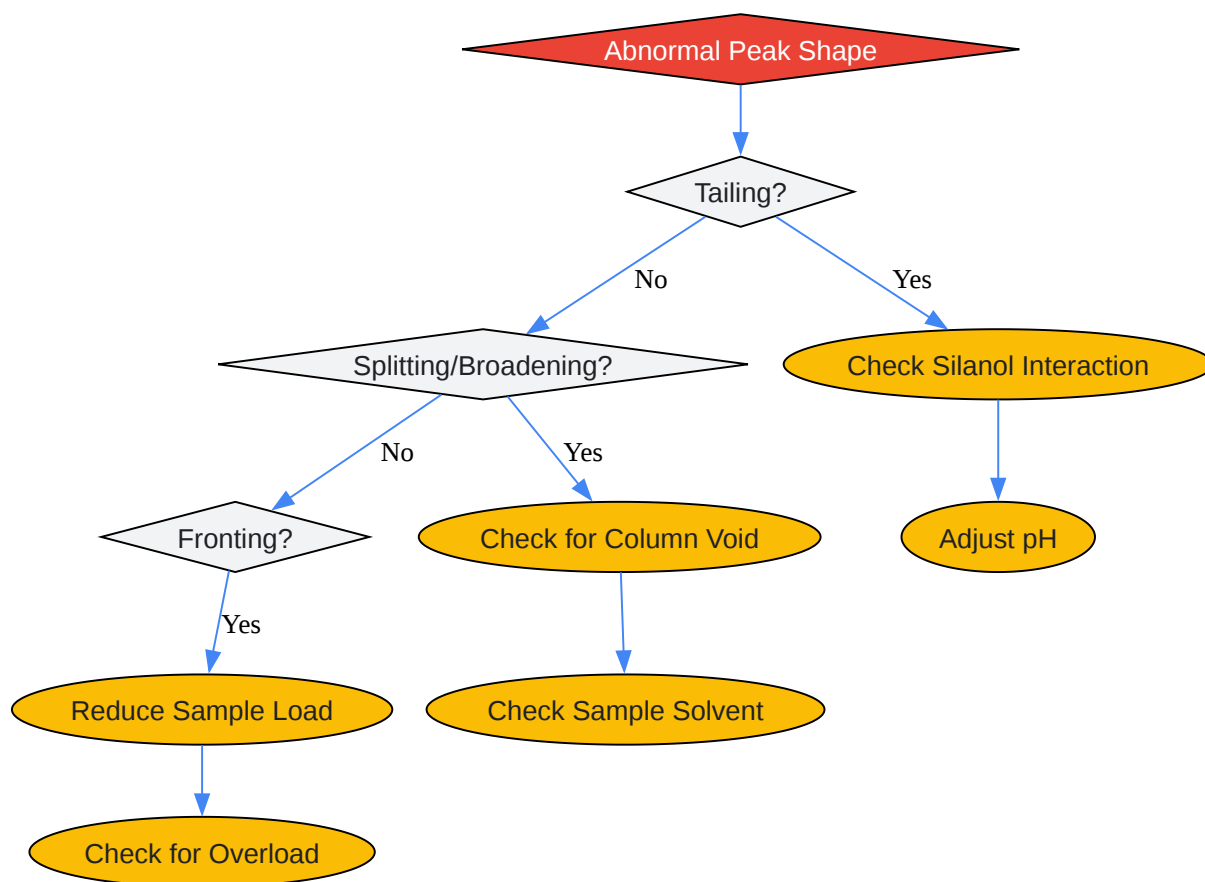 Abnormal Peak Shape
Tailing?
No
Yes
Splitting/Broadening?
Check Silanol Interaction
No
Yes
Fronting?
Check for Column Void
Adjust pH
Yes
Reduce Sample Load
Check Sample Solvent
Check for Overload